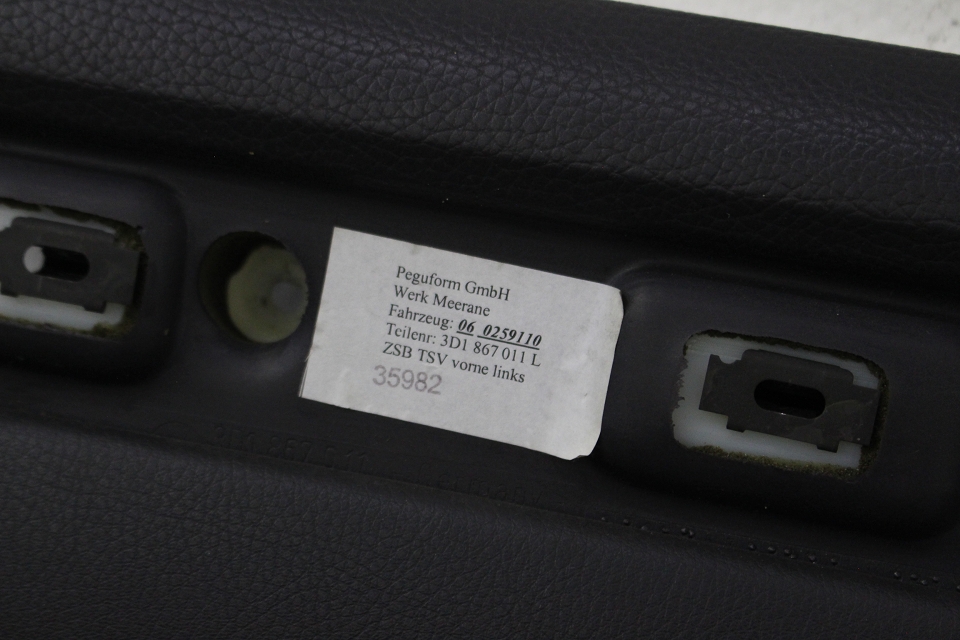 Peguform GmbH
Werk Meerane
Fahrzeug: 06 0259110
Teilenr: 3D1 867 011 L
ZSB TSV vorne links
35982